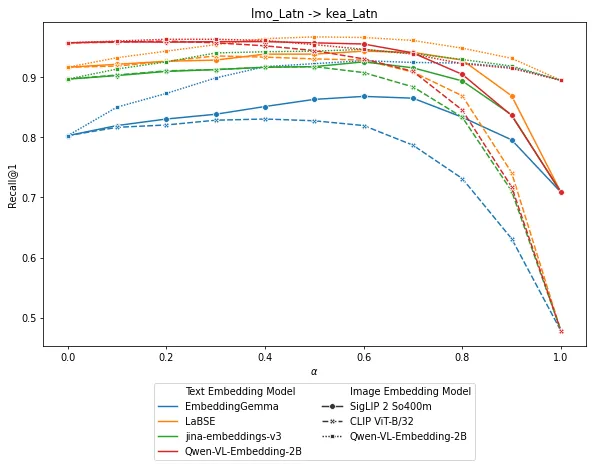 lmo_Latn -> kea_Latn
Recall@1
0.9
0.8
0.7
0.6
0.5
0.0 0.2 0.4 0.6 0.8 1.0
α
Text Embedding Model Image Embedding Model
EmbeddingGemma SigLIP 2 So400m
LaBSE CLIP ViT-B/32
jina-embeddings-v3 Qwen-VL-Embedding-2B
Qwen-VL-Embedding-2B